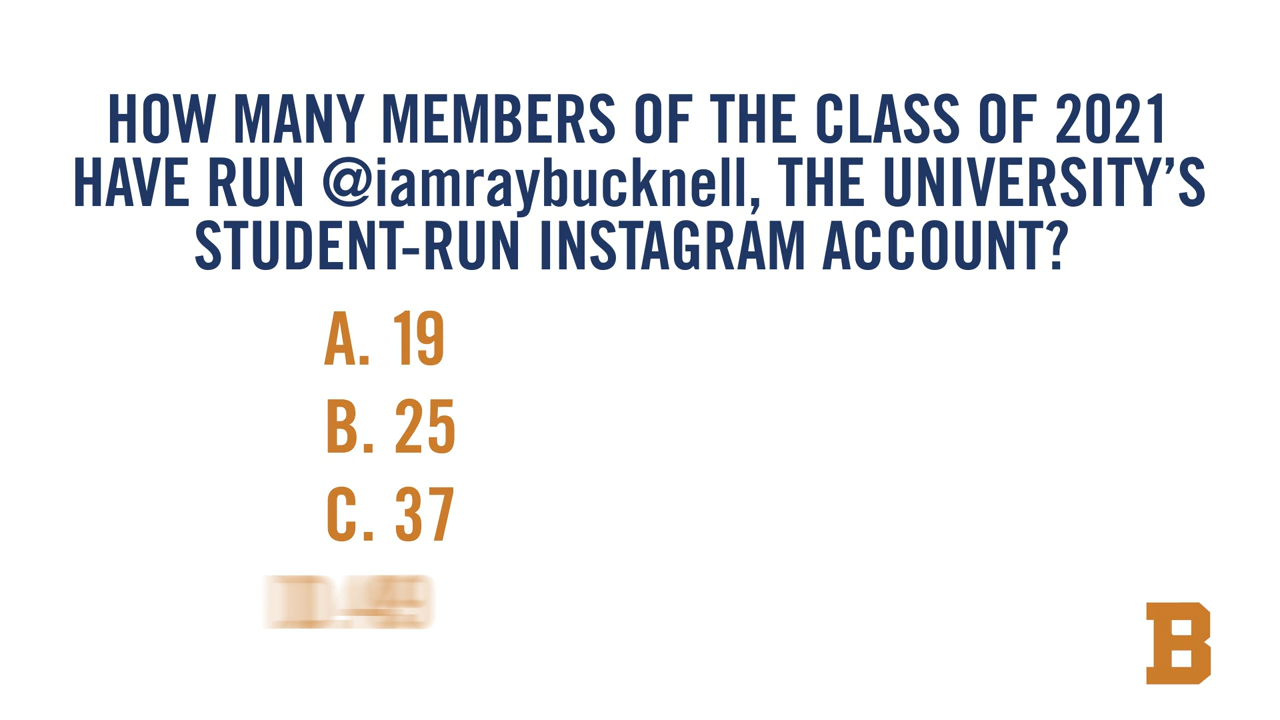 HOW MANY MEMBERS OF THE CLASS OF 2021
HAVE RUN @iamraybucknell, THE UNIVERSITY’S
STUDENT-RUN INSTAGRAM ACCOUNT?
A. 19
B. 25
C. 37
D.
B